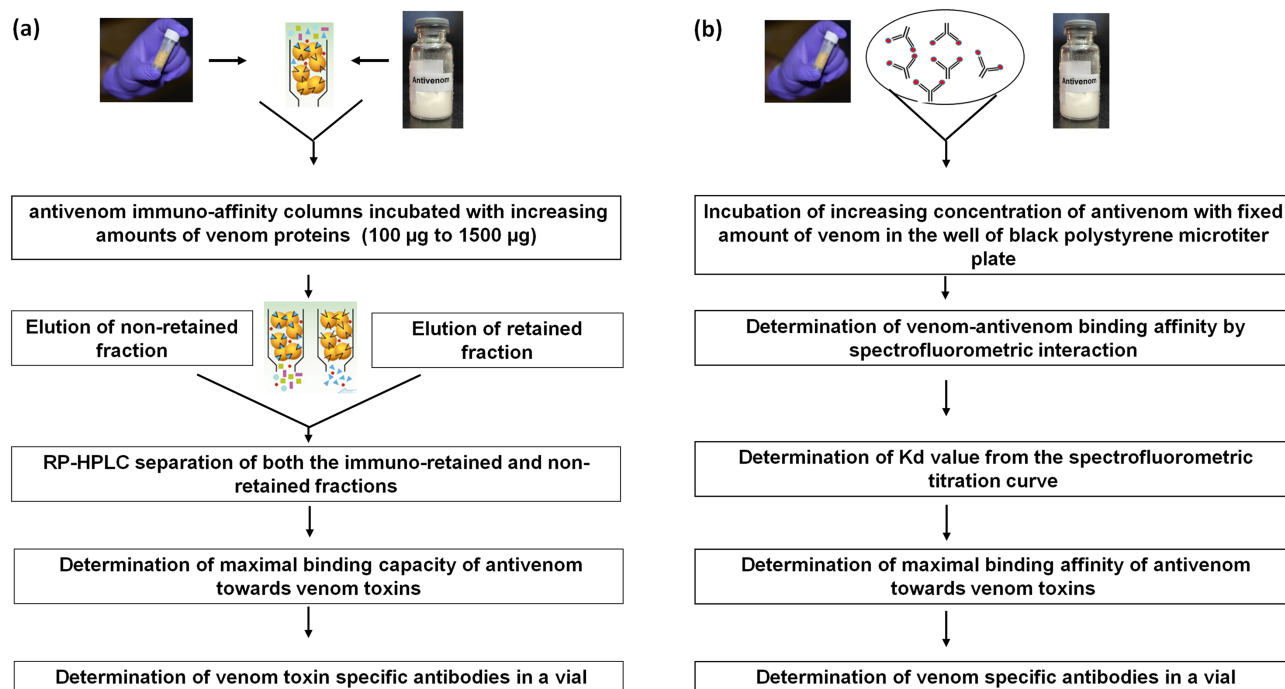 (a)
Antivenom
antivenom immuno-affinity columns incubated with increasing
amounts of venom proteins (100 µg to 1500 µg)
Elution of non-retained
fraction
Elution of retained
fraction
RP-HPLC separation of both the immuno-retained and non-
retained fractions
Determination of maximal binding capacity of antivenom
towards venom toxins
Determination of venom toxin specific antibodies in a vial
(b)
Antivenom
Incubation of increasing concentration of antivenom with fixed
amount of venom in the well of black polystyrene microtiter
plate
Determination of venom-antivenom binding affinity by
spectrofluorometric interaction
Determination of Kd value from the spectrofluorometric
titration curve
Determination of maximal binding affinity of antivenom
towards venom toxins
Determination of venom specific antibodies in a vial